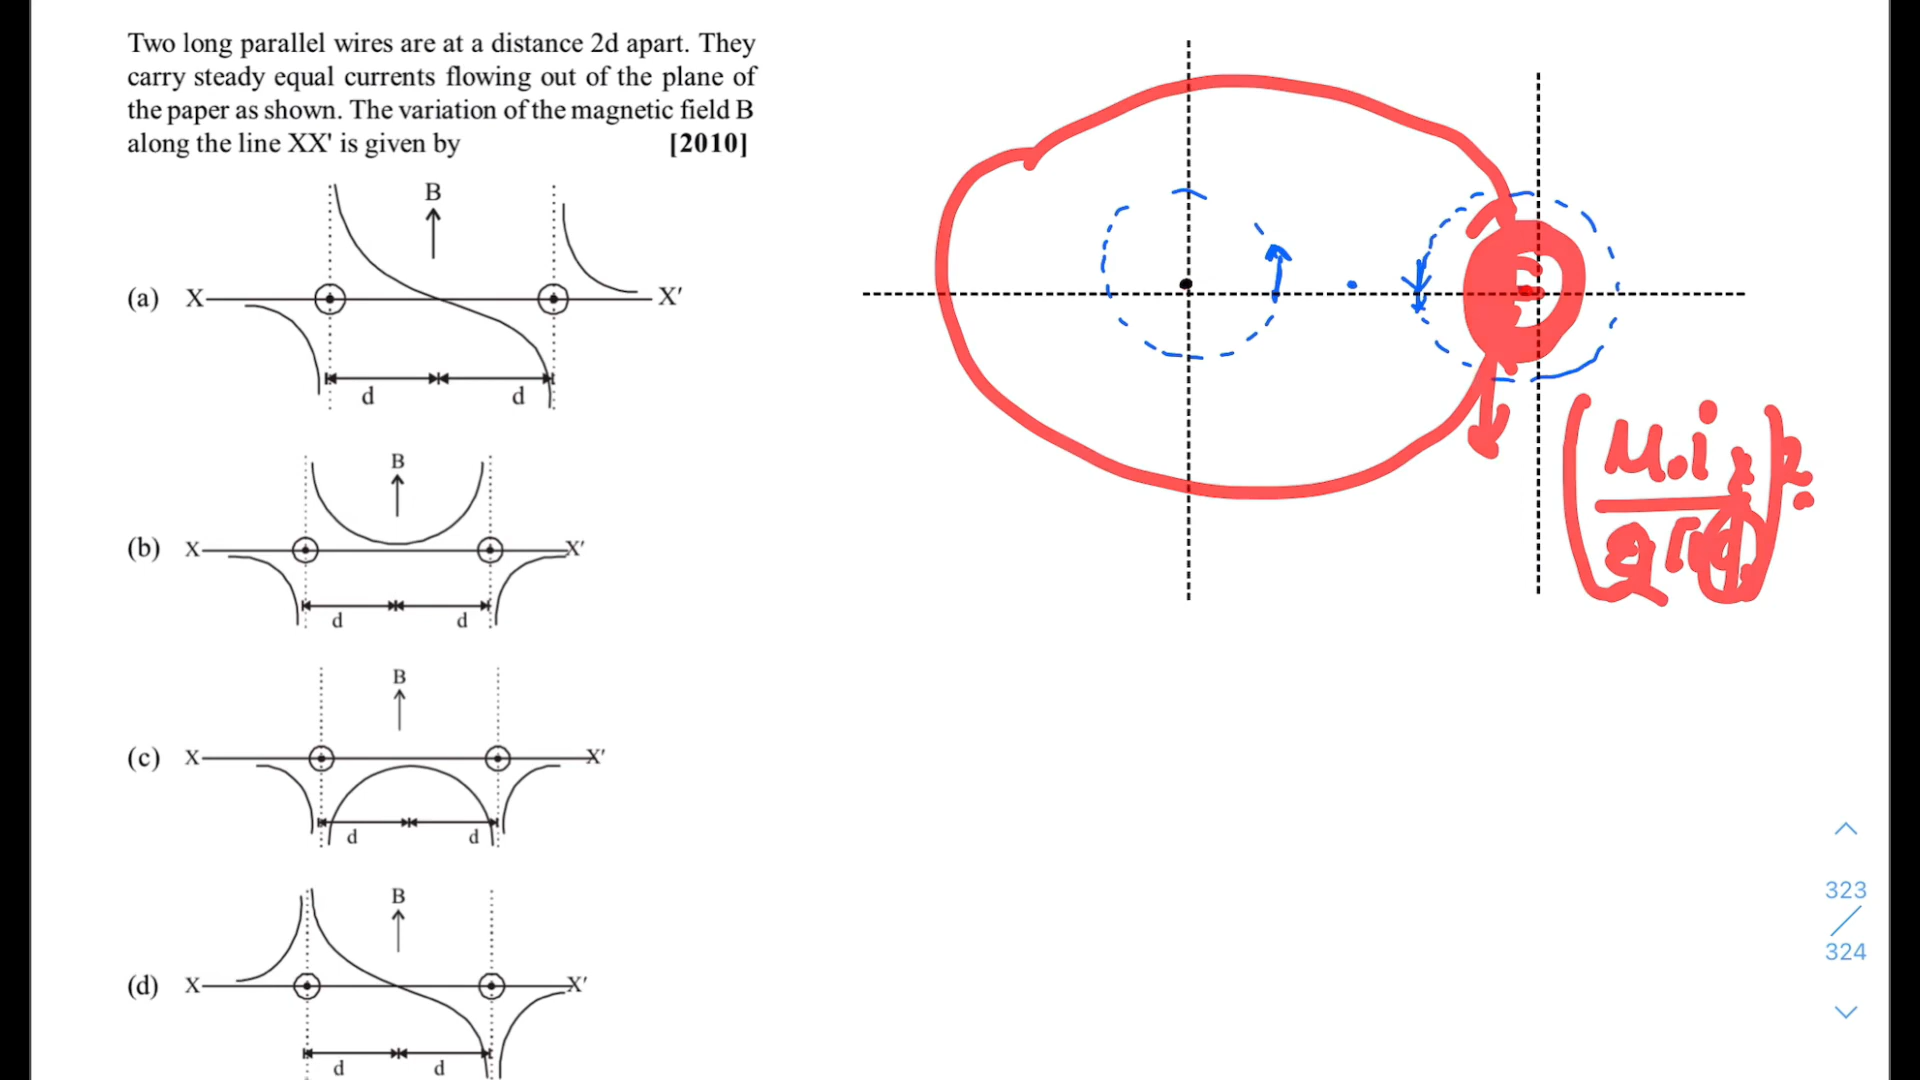 Two long parallel wires are at a distance 2d apart. They
carry steady equal currents flowing out of the plane of
the paper as shown. The variation of the magnetic field B
along the line XX' is given by [2010]
B
(a) X X'
d d
B
(b) X X'
d d
B
(c) X X'
d d
B
(d) X X'
d d
μ₀i
323
324